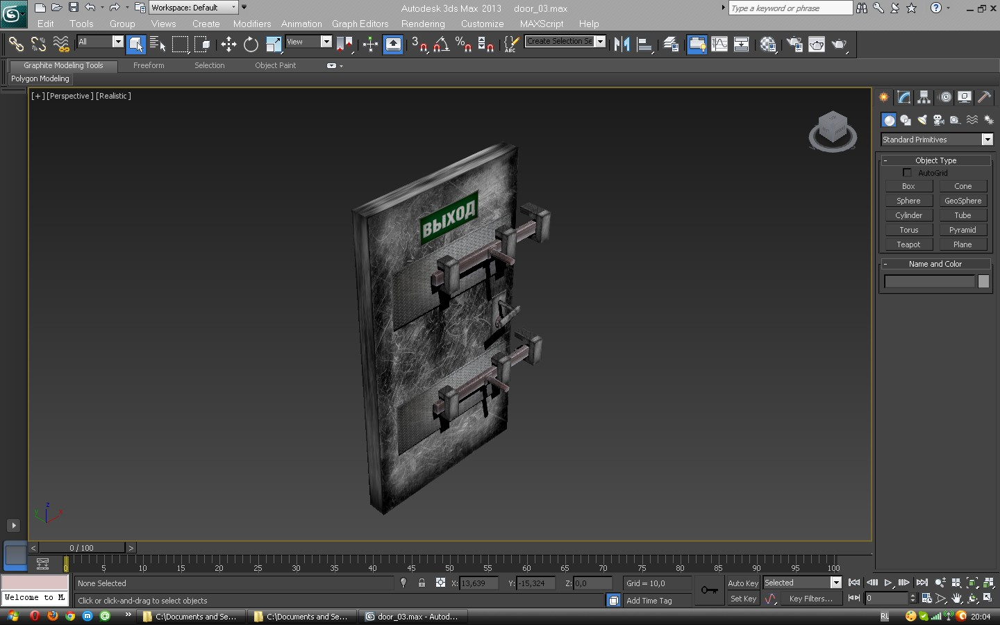 Workspace: Default
Autodesk 3ds Max 2013 door_03.max
Type a keyword or phrase
Edit Tools Group Views Create Modifiers Animation Graph Editors Rendering Customize MAXScript Help
All
View
3
%
ABC
Create Selection Se
Graphite Modeling Tools Freeform Selection Object Paint
Polygon Modeling
[+] [Perspective] [Realistic]
ВЫХОД
Standard Primitives
- Object Type
AutoGrid
Box Cone
Sphere GeoSphere
Cylinder Tube
Torus Pyramid
Teapot Plane
- Name and Color
z
y
x
< 0 / 100 >
0 5 10 15 20 25 30 35 40 45 50 55 60 65 70 75 80 85 90 95 100
None Selected X: 13,639 Y: -15,324 Z: 0,0 Grid = 10,0 Auto Key Selected
Welcome to M.
Click or click-and-drag to select objects Add Time Tag Set Key Key Filters... 0
C:\Documents and Se... C:\Documents and Se... door_03.max - Autod... RL 20:04